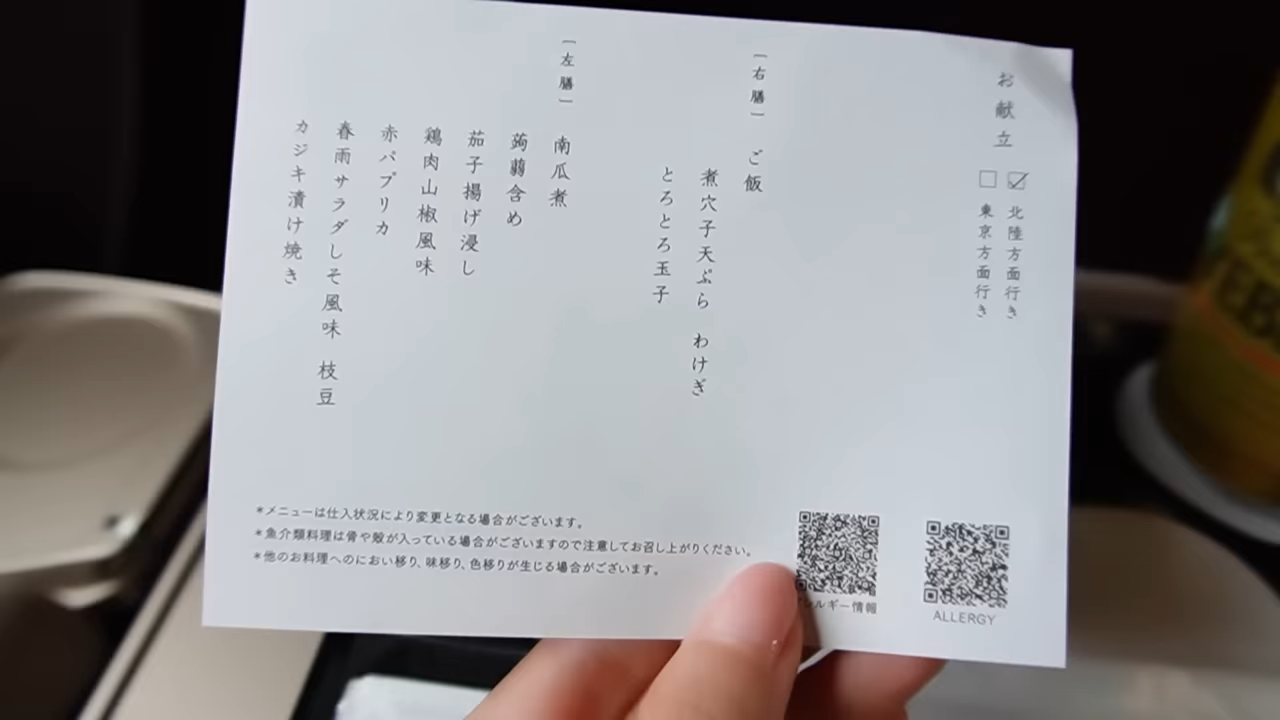 お献立
☑ 北陸方面行き
☐ 東京方面行き
［右膳］ ご飯
煮穴子天ぷら わけぎ
とろとろ玉子
［左膳］ 南瓜煮
蒟蒻含め
茄子揚げ浸し
鶏肉山椒風味
赤パプリカ
春雨サラダしそ風味 枝豆
カジキ漬け焼き
*メニューは仕入状況により変更となる場合がございます。
*魚介類料理は骨や殻が入っている場合がございますので注意してお召し上がりください。
*他のお料理へのにおい移り、味移り、色移りが生じる場合がございます。
レルギー情報
ALLERGY